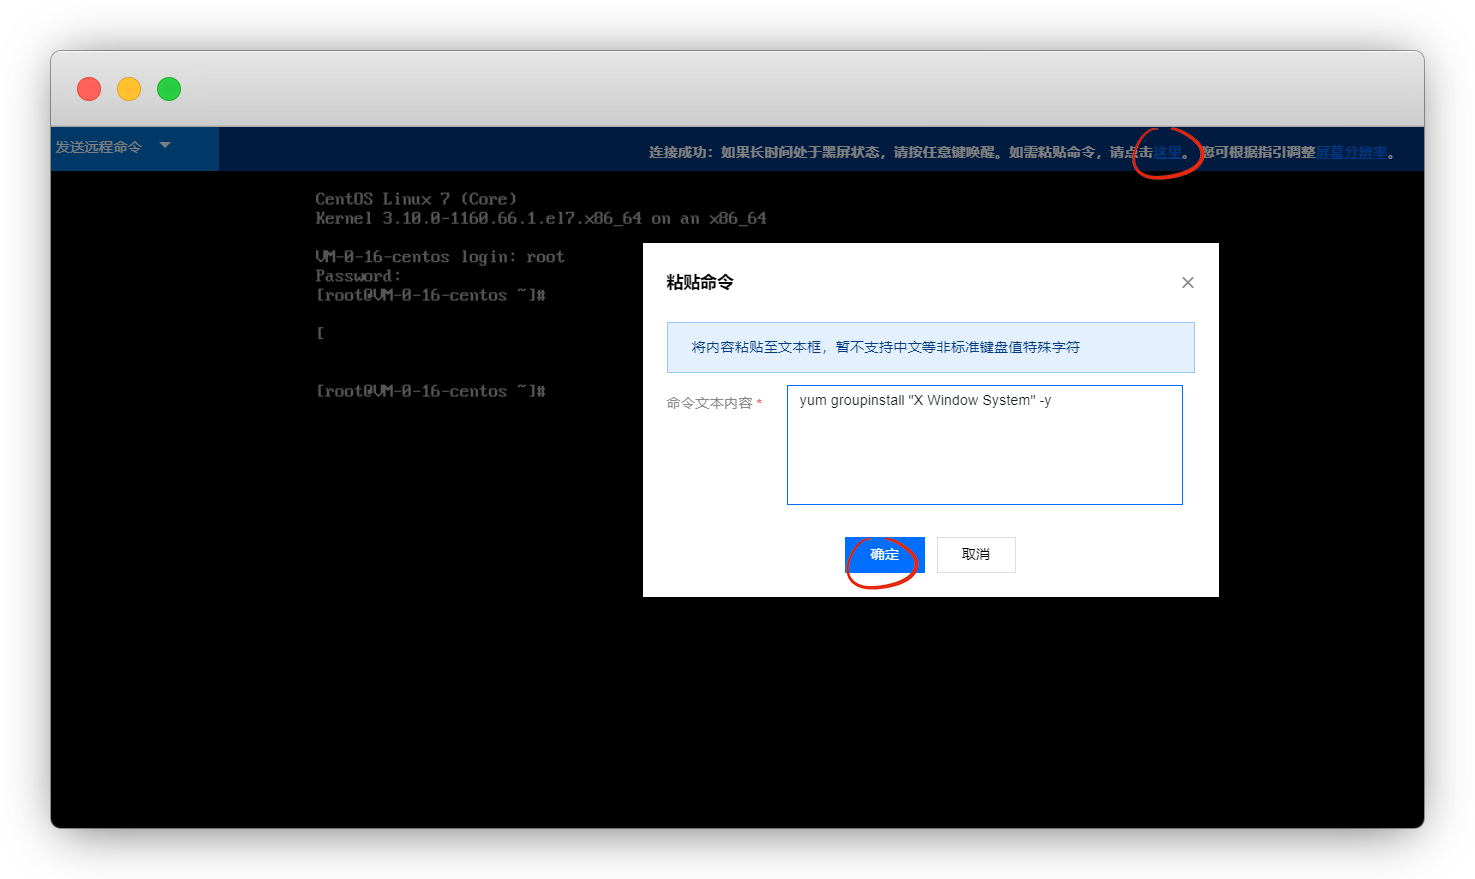 发送远程命令
连接成功：如果长时间处于黑屏状态，请按任意键唤醒。如需粘贴命令，请点击这里。 您可根据指引调整屏幕分辨率。
CentOS Linux 7 (Core)
Kernel 3.10.0-1160.66.1.el7.x86_64 on an x86_64
VM-0-16-centos login: root
Password:
[root@VM-0-16-centos ~]#
[
[root@VM-0-16-centos ~]#
粘贴命令
将内容粘贴至文本框，暂不支持中文等非标准键盘值特殊字符
命令文本内容 *
yum groupinstall "X Window System" -y
确定
取消